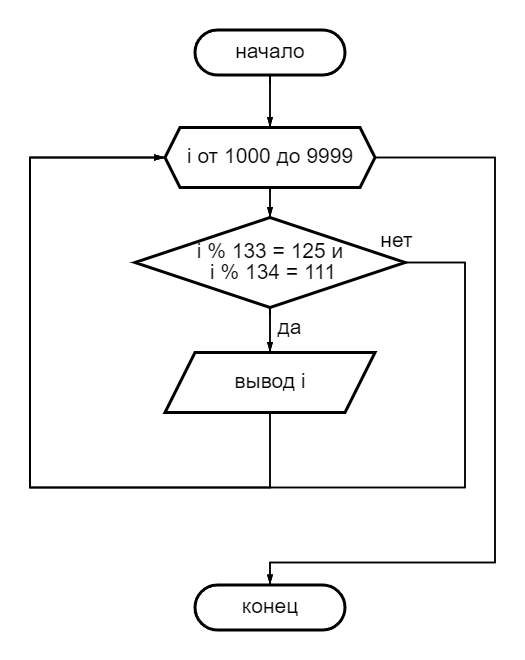 начало
i от 1000 до 9999
i % 133 = 125 и
i % 134 = 111
нет
да
вывод i
конец